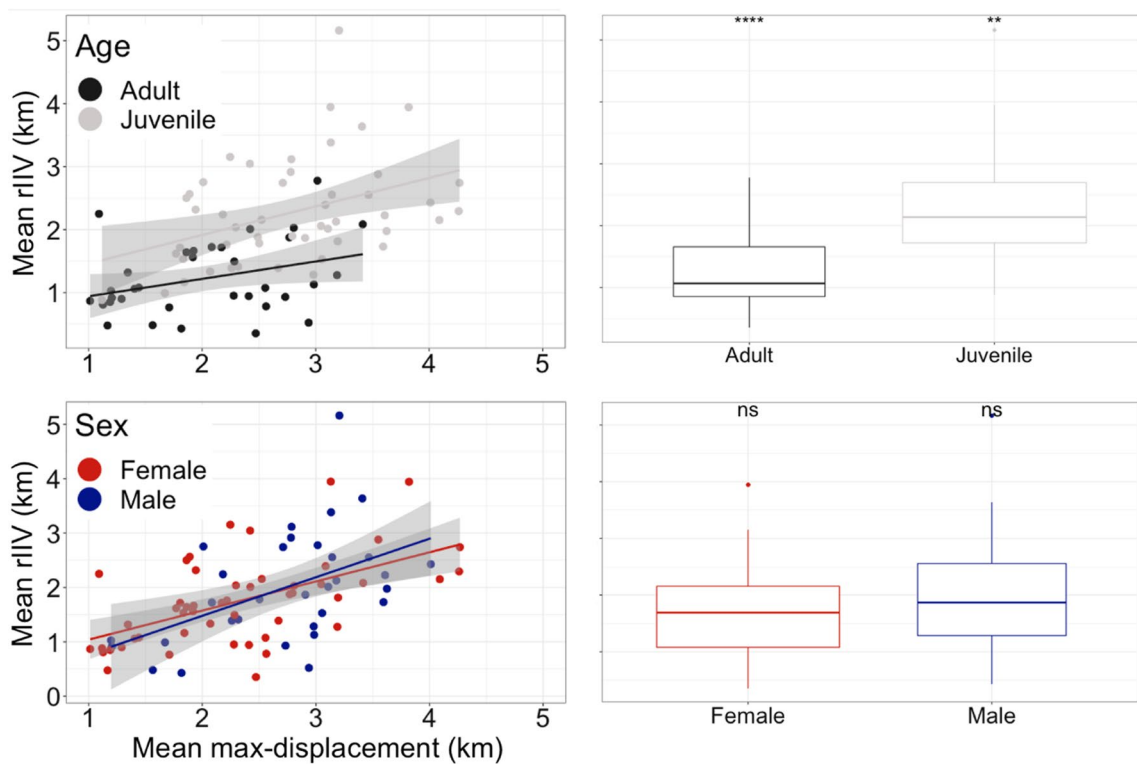 Age
Adult
Juvenile
Mean rIIV (km)
5
4
3
2
1
1 2 3 4 5
**** **
Adult Juvenile
Sex
Female
Male
Mean rIIV (km)
5
4
3
2
1
0
1 2 3 4 5
Mean max-displacement (km)
ns ns
Female Male